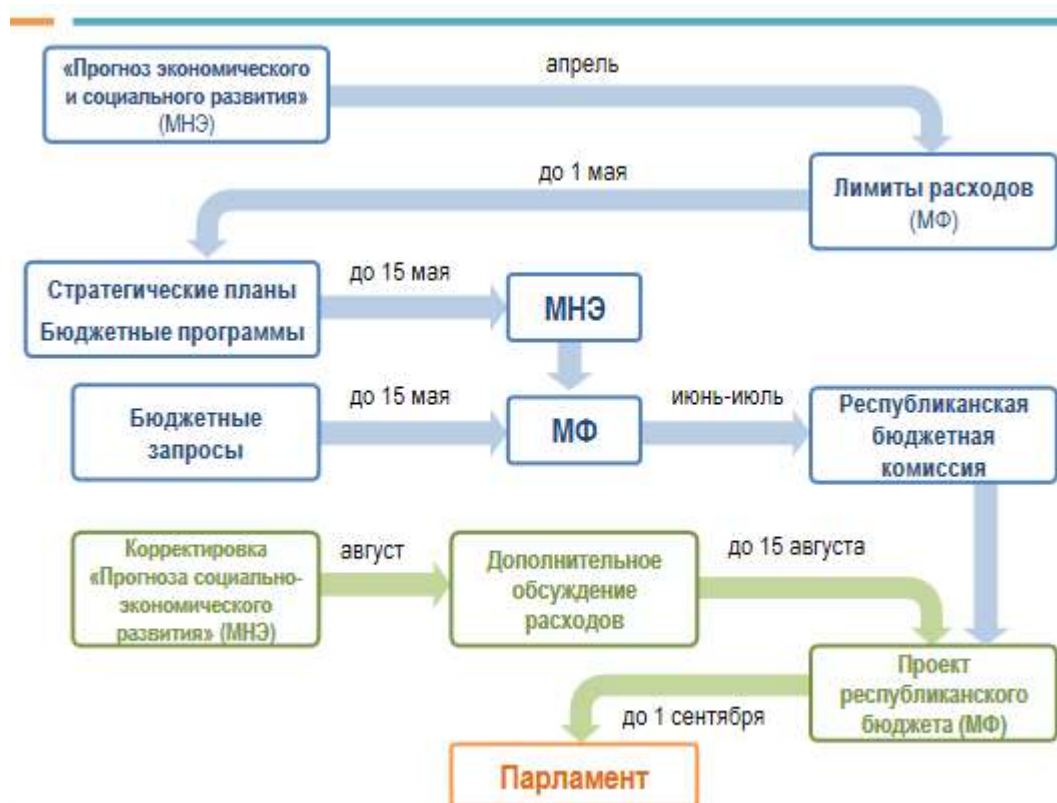 «Прогноз экономического
и социального развития»
(МНЭ)
апрель
до 1 мая
Лимиты расходов
(МФ)
Стратегические планы
Бюджетные программы
до 15 мая
МНЭ
Бюджетные
запросы
до 15 мая
МФ
июнь-июль
Республиканская
бюджетная
комиссия
Корректировка
«Прогноза социально-
экономического
развития» (МНЭ)
август
Дополнительное
обсуждение
расходов
до 15 августа
Проект
республиканского
бюджета (МФ)
до 1 сентября
Парламент